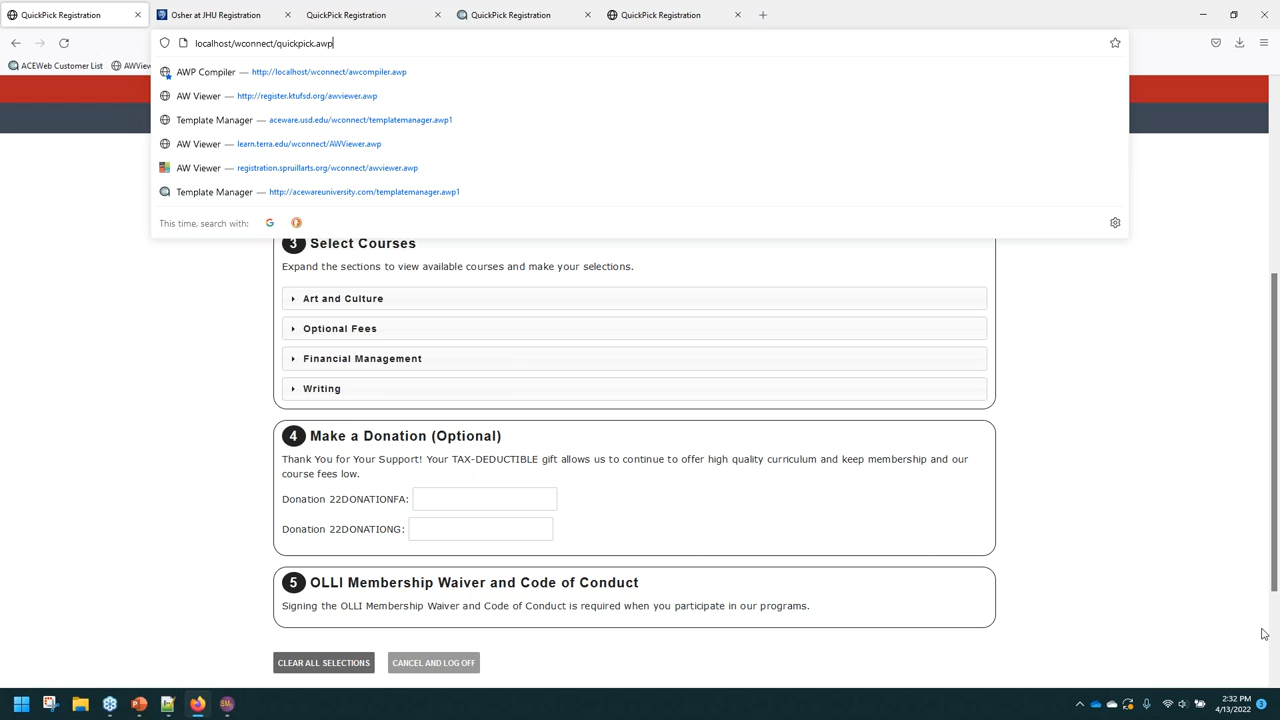 QuickPick Registration
Osher at JHU Registration
QuickPick Registration
QuickPick Registration
QuickPick Registration
localhost/wconnect/quickpick.awp
ACEWeb Customer List
AWView
AWP Compiler — http://localhost/wconnect/awcompiler.awp
AW Viewer — http://register.ktufsd.org/awviewer.awp
Template Manager — aceware.usd.edu/wconnect/templatemanager.awp1
AW Viewer — learn.terra.edu/wconnect/AWViewer.awp
AW Viewer — registration.spruillarts.org/wconnect/awviewer.awp
Template Manager — http://acewareuniversity.com/templatemanager.awp1
This time, search with:
3 Select Courses
Expand the sections to view available courses and make your selections.
Art and Culture
Optional Fees
Financial Management
Writing
4 Make a Donation (Optional)
Thank You for Your Support! Your TAX-DEDUCTIBLE gift allows us to continue to offer high quality curriculum and keep membership and our
course fees low.
Donation 22DONATIONFA:
Donation 22DONATIONG:
5 OLLI Membership Waiver and Code of Conduct
Signing the OLLI Membership Waiver and Code of Conduct is required when you participate in our programs.
CLEAR ALL SELECTIONS
CANCEL AND LOG OFF
2:32 PM
4/13/2022